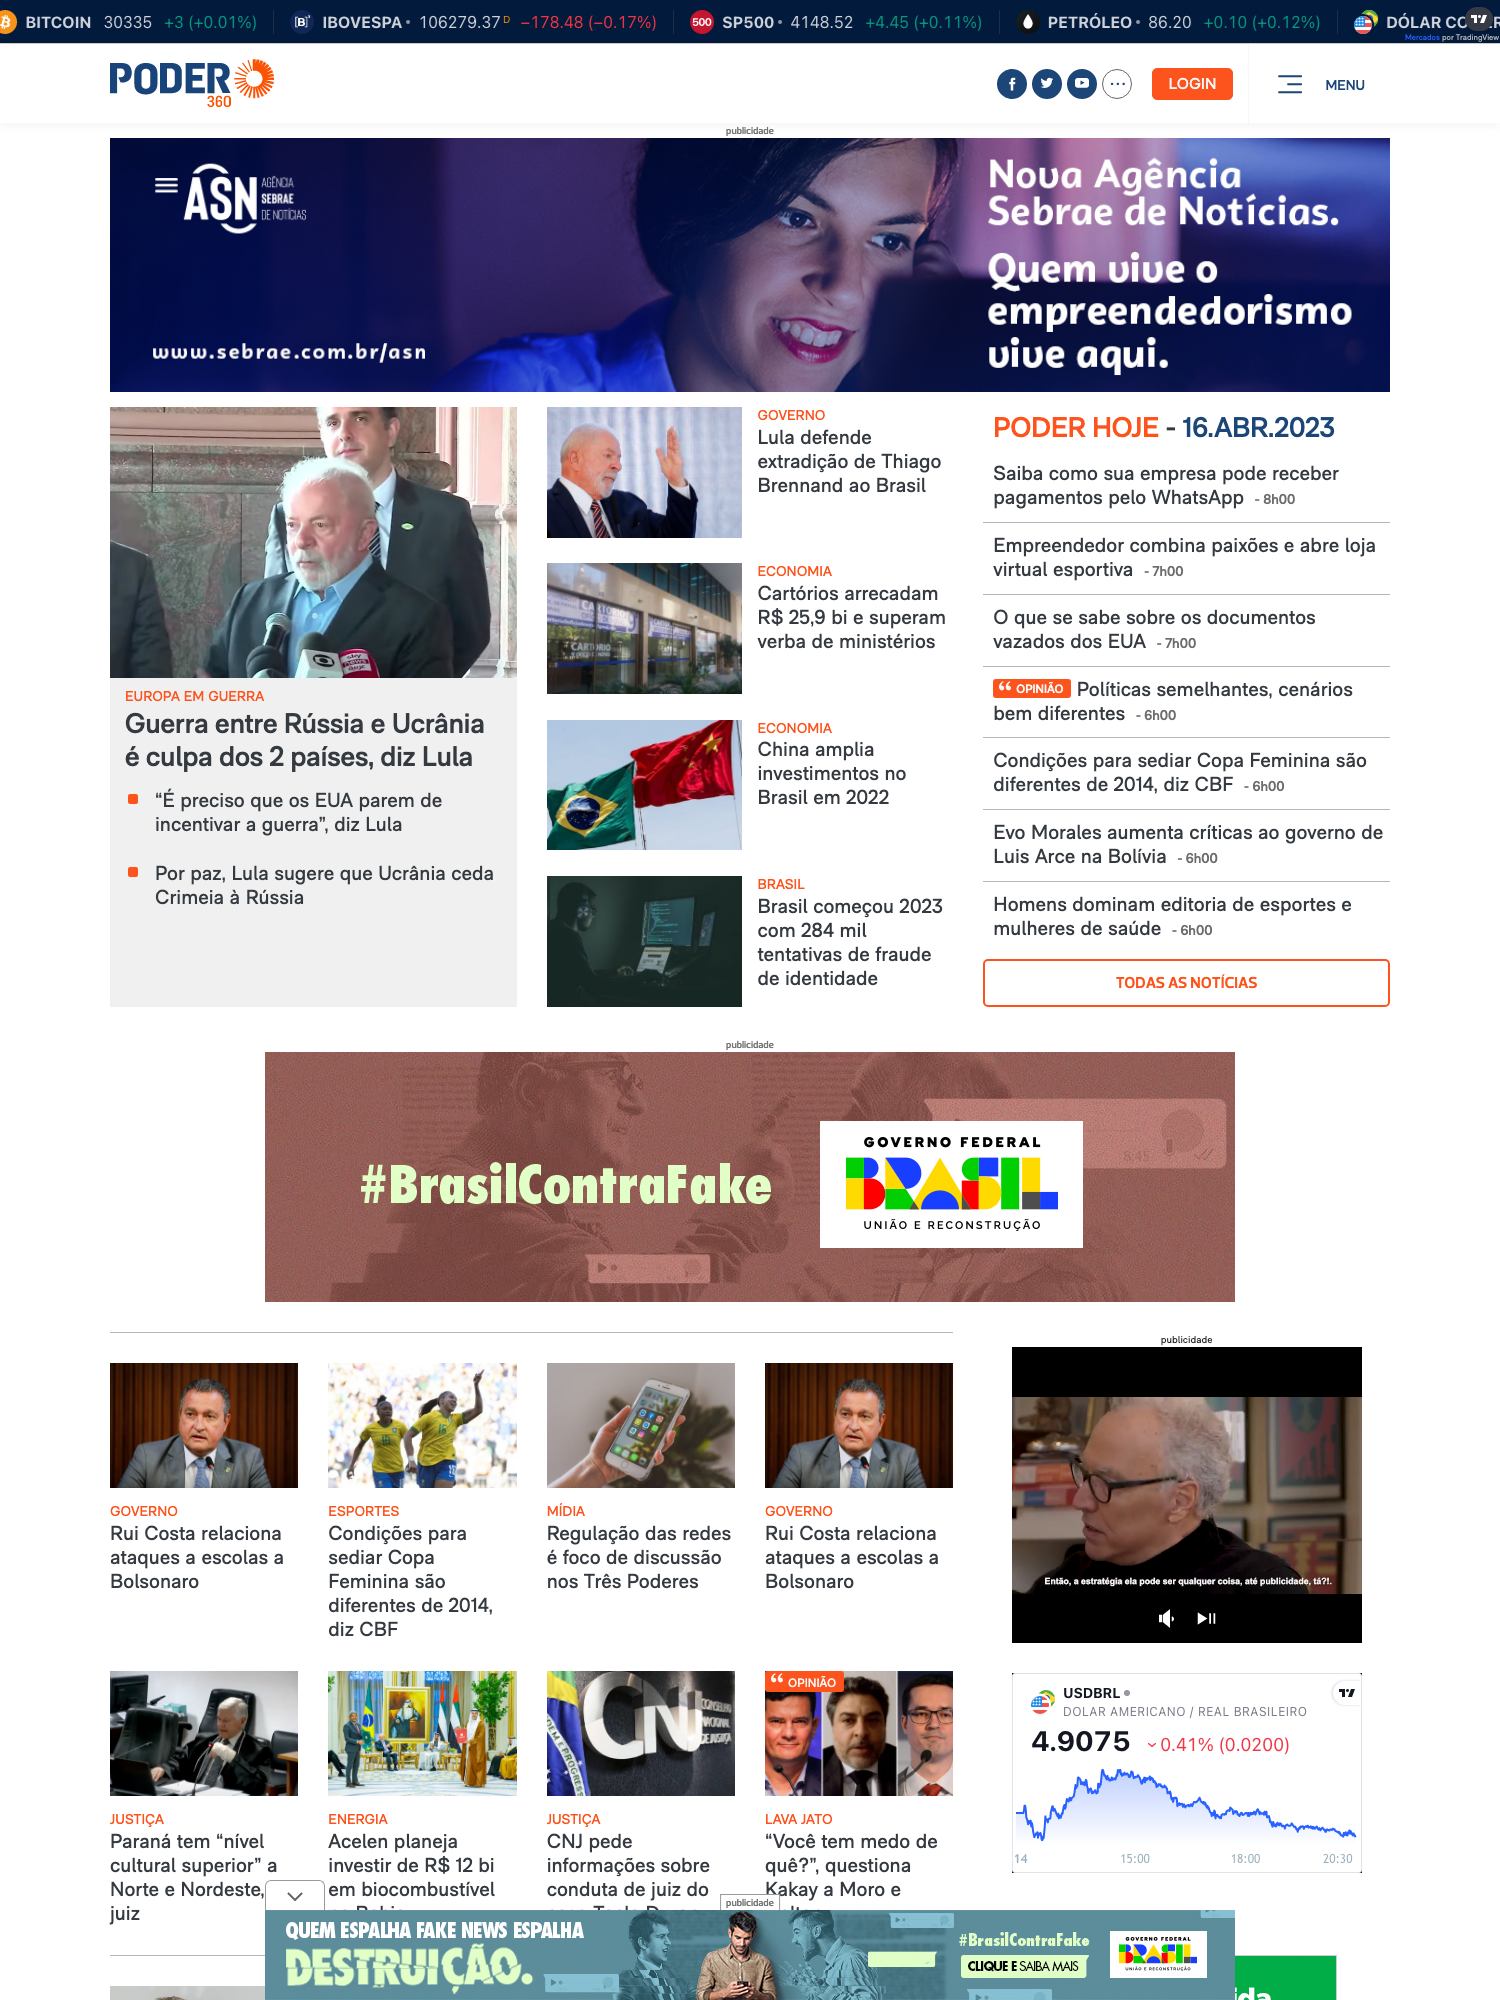 BITCOIN 30335 +3 (+0.01%) IBOVESPA 106279.37 D −178.48 (−0.17%) 500 SP500 4148.52 +4.45 (+0.11%) PETRÓLEO 86.20 +0.10 (+0.12%)
Mercados por TradingView
PODER
360
LOGIN
MENU
publicidade
ASN AGÊNCIA
SEBRAE
DE NOTÍCIAS
Nova Agência
Sebrae de Notícias.
Quem vive o
empreendedorismo
vive aqui.
www.sebrae.com.br/asn
EUROPA EM GUERRA
Guerra entre Rússia e Ucrânia
é culpa dos 2 países, diz Lula
“É preciso que os EUA parem de
incentivar a guerra”, diz Lula
Por paz, Lula sugere que Ucrânia ceda
Crimeia à Rússia
GOVERNO
Lula defende
extradição de Thiago
Brennand ao Brasil
ECONOMIA
Cartórios arrecadam
R$ 25,9 bi e superam
verba de ministérios
ECONOMIA
China amplia
investimentos no
Brasil em 2022
BRASIL
Brasil começou 2023
com 284 mil
tentativas de fraude
de identidade
PODER HOJE - 16.ABR.2023
Saiba como sua empresa pode receber
pagamentos pelo WhatsApp - 8h00
Empreendedor combina paixões e abre loja
virtual esportiva - 7h00
O que se sabe sobre os documentos
vazados dos EUA - 7h00
“ OPINIÃO Políticas semelhantes, cenários
bem diferentes - 6h00
Condições para sediar Copa Feminina são
diferentes de 2014, diz CBF - 6h00
Evo Morales aumenta críticas ao governo de
Luis Arce na Bolívia - 6h00
Homens dominam editoria de esportes e
mulheres de saúde - 6h00
TODAS AS NOTÍCIAS
publicidade
#BrasilContraFake
GOVERNO FEDERAL
BRASIL
UNIÃO E RECONSTRUÇÃO
8:45
GOVERNO
Rui Costa relaciona
ataques a escolas a
Bolsonaro
ESPORTES
Condições para
sediar Copa
Feminina são
diferentes de 2014,
diz CBF
MÍDIA
Regulação das redes
é foco de discussão
nos Três Poderes
GOVERNO
Rui Costa relaciona
ataques a escolas a
Bolsonaro
publicidade
Então, a estratégia ela pode ser qualquer coisa, até publicidade, tá?!.
JUSTIÇA
Paraná tem “nível
cultural superior” a
Norte e Nordeste,
juiz
ENERGIA
Acelen planeja
investir de R$ 12 bi
em biocombustível
CNJ
JUSTIÇA
CNJ pede
informações sobre
conduta de juiz do
“ OPINIÃO
LAVA JATO
“Você tem medo de
quê?”, questiona
Kakay a Moro e
USDBRL
DOLAR AMERICANO / REAL BRASILEIRO
4.9075 0.41% (0.0200)
14 15:00 18:00 20:30
publicidade
QUEM ESPALHA FAKE NEWS ESPALHA
DESTRUIÇÃO.
#BrasilContraFake
CLIQUE E SAIBA MAIS
GOVERNO FEDERAL
BRASIL
UNIÃO E RECONSTRUÇÃO